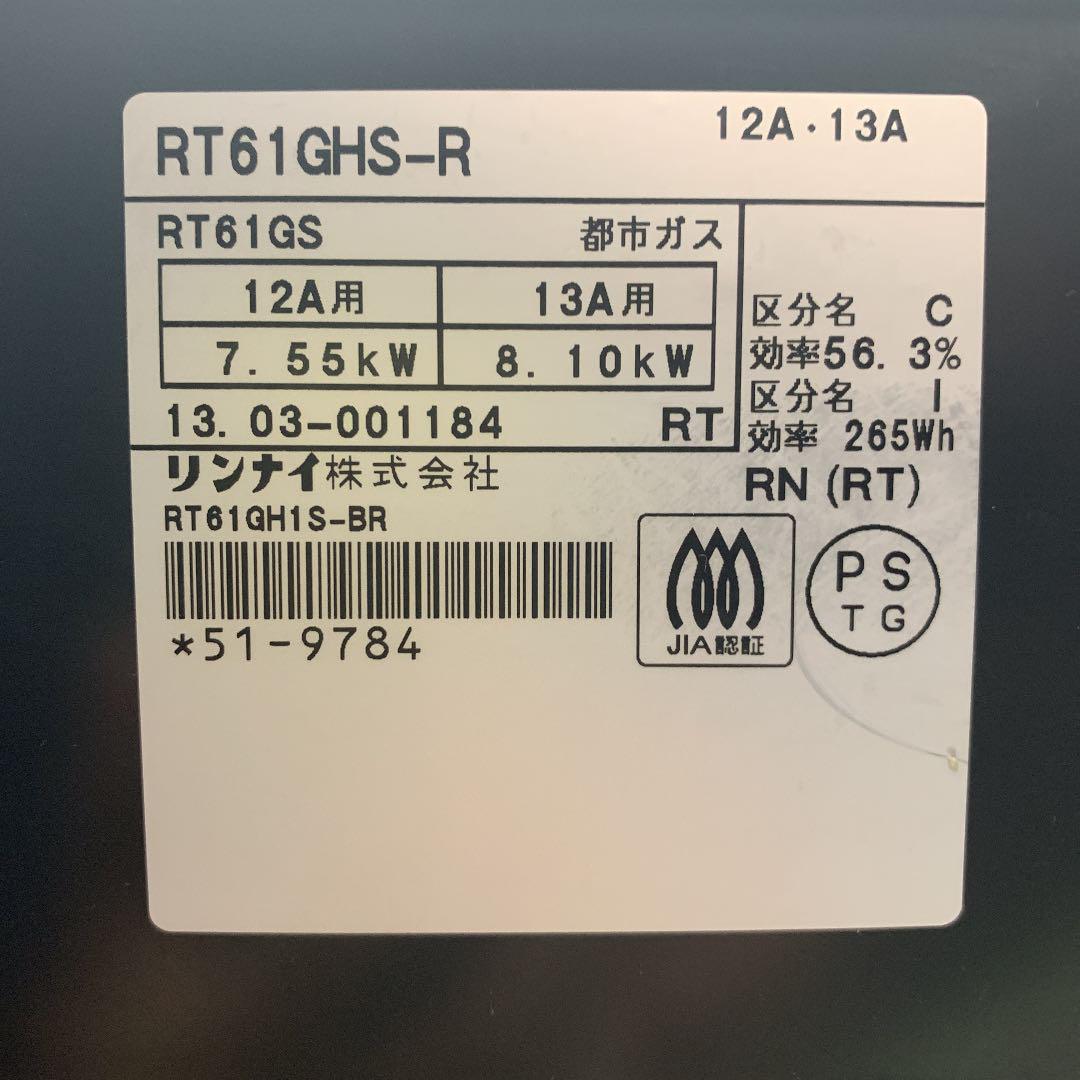 RT61GHS-R
12A・13A
RT61GS
都市ガス
12A用
13A用
7.55kW
8.10kW
13.03-001184
RT
区分名 C
効率56.3%
区分名 I
効率 265Wh
リンナイ株式会社
RN (RT)
RT61GH1S-BR
*51-9784
JIA認証
PS
TG